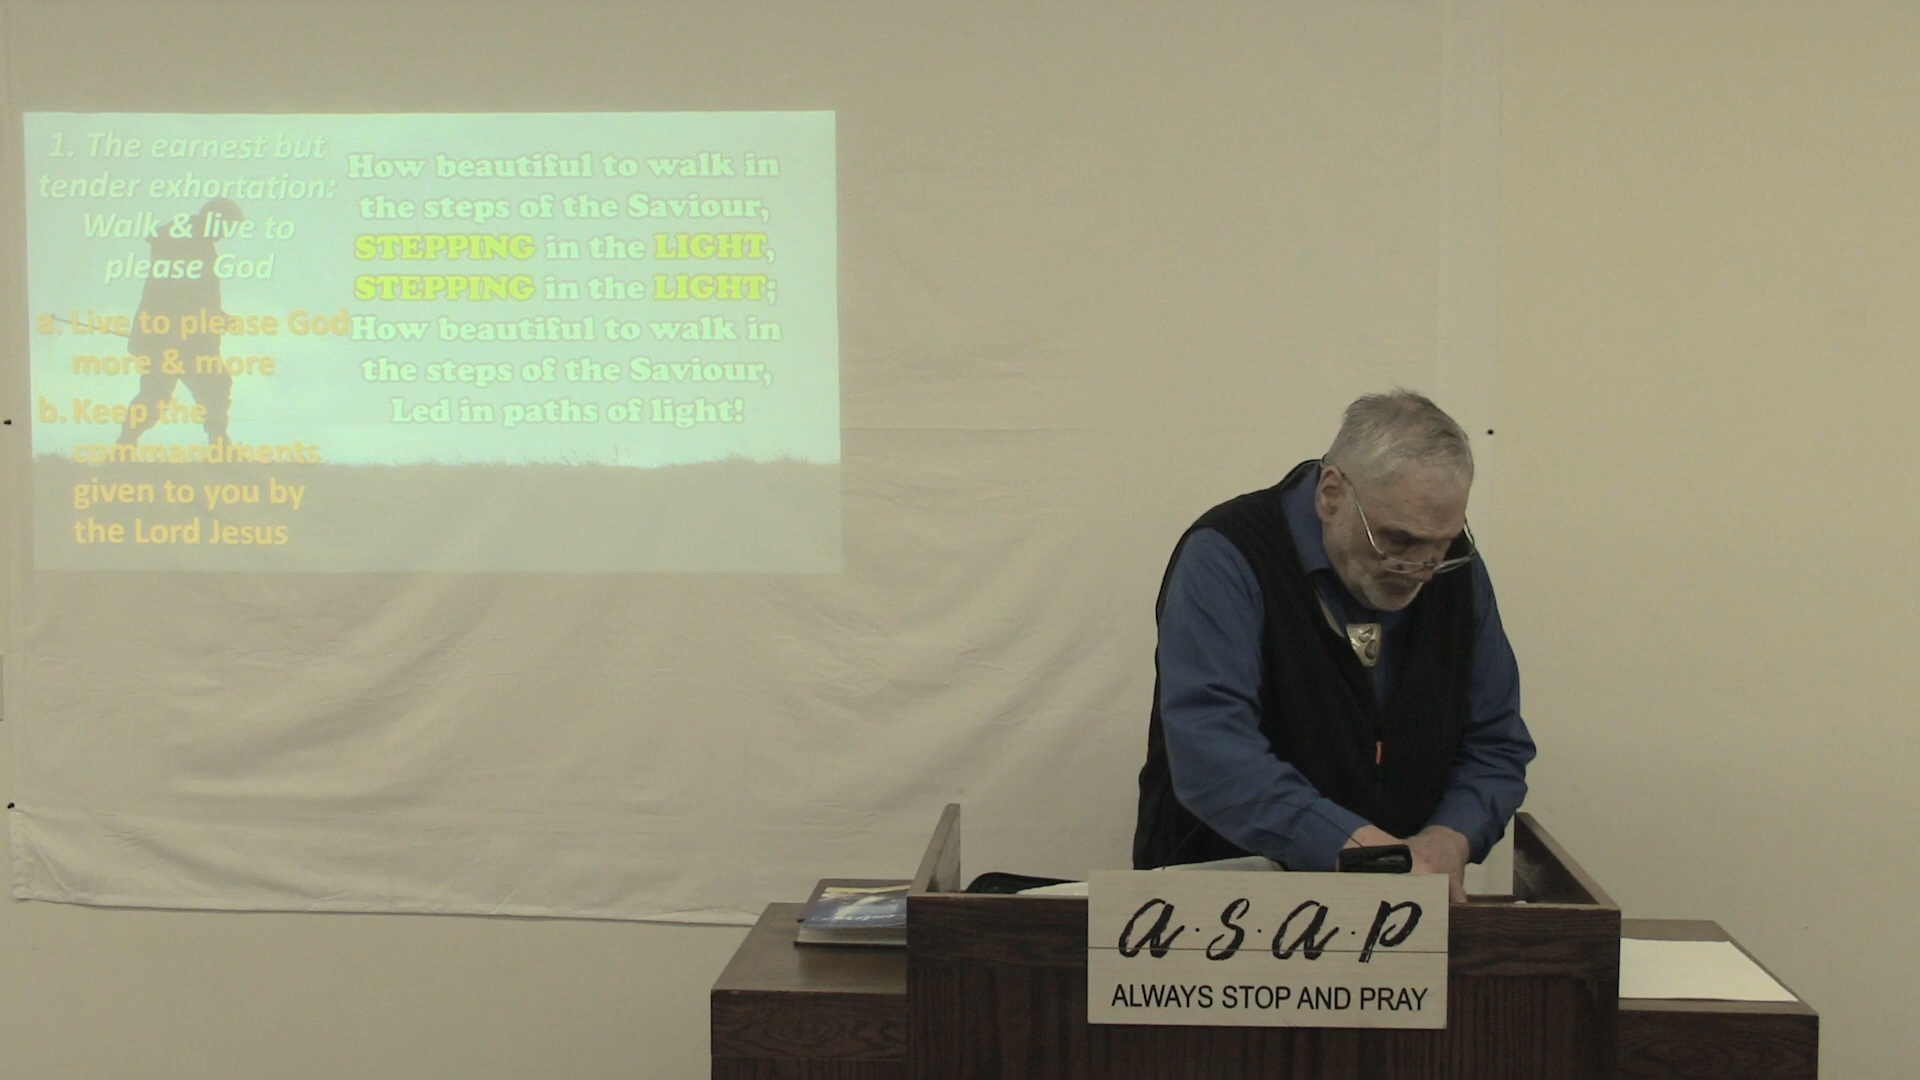 1. The earnest but
tender exhortation:
Walk & live to
please God
a. Live to please God
more & more
b. Keep the
commandments
given to you by
the Lord Jesus
How beautiful to walk in
the steps of the Saviour,
STEPPING in the LIGHT,
STEPPING in the LIGHT;
How beautiful to walk in
the steps of the Saviour,
Led in paths of light!
a.s.a.p
ALWAYS STOP AND PRAY